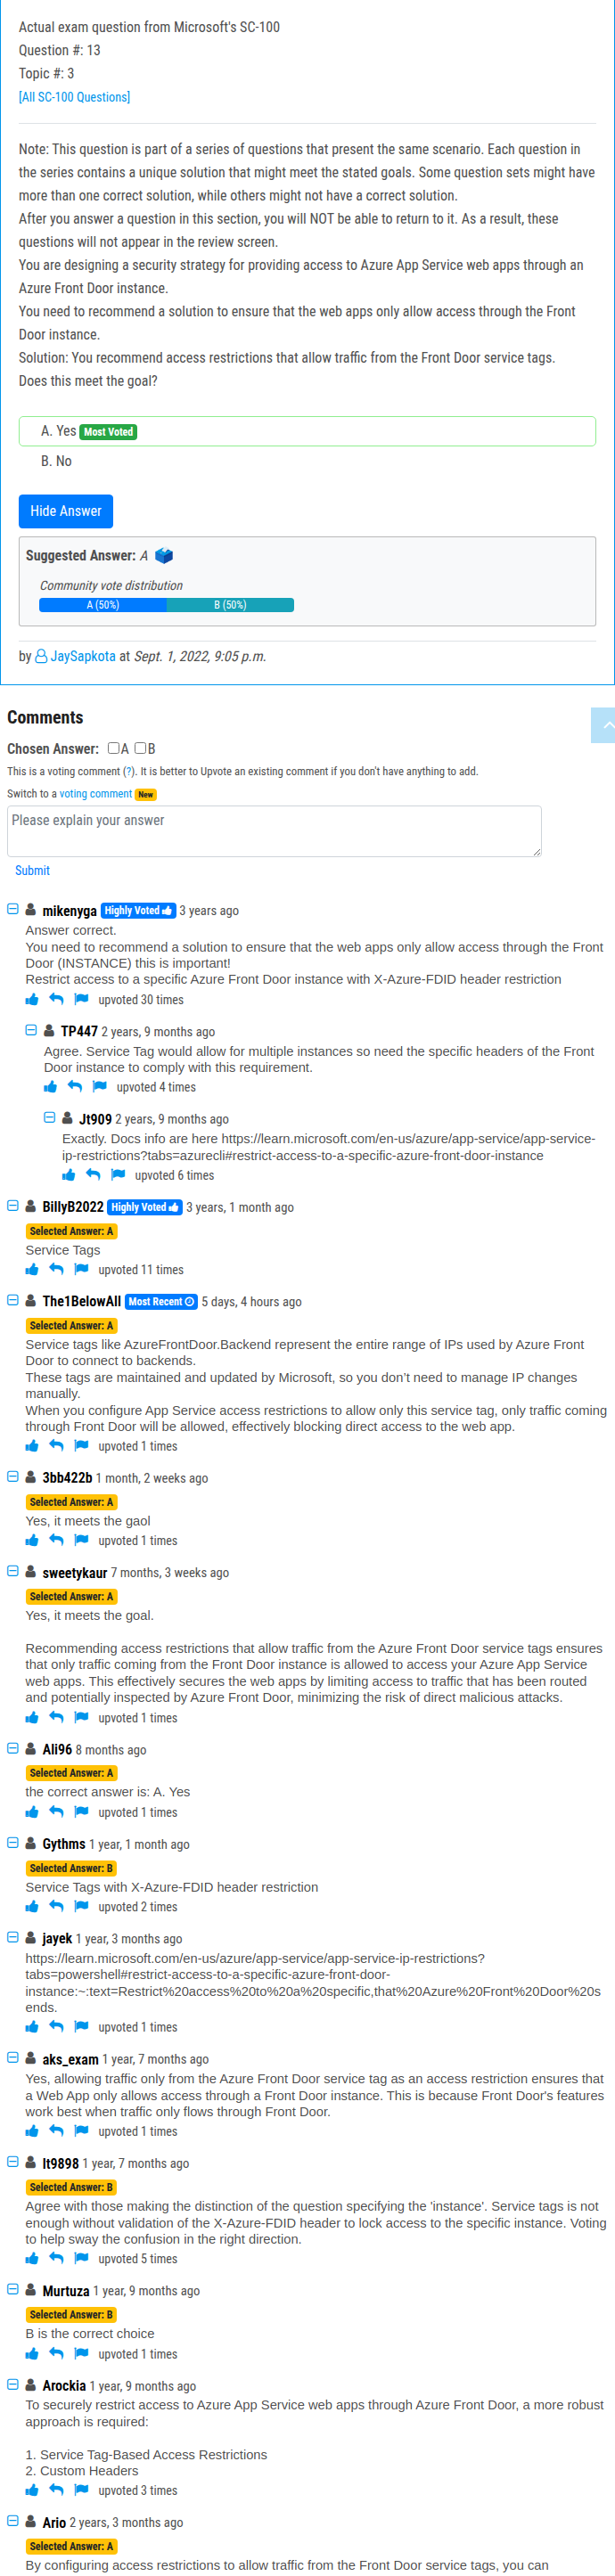 Actual exam question from Microsoft's SC-100
Question #: 13
Topic #: 3
[All SC-100 Questions]
Note: This question is part of a series of questions that present the same scenario. Each question in
the series contains a unique solution that might meet the stated goals. Some question sets might have
more than one correct solution, while others might not have a correct solution.
After you answer a question in this section, you will NOT be able to return to it. As a result, these
questions will not appear in the review screen.
You are designing a security strategy for providing access to Azure App Service web apps through an
Azure Front Door instance.
You need to recommend a solution to ensure that the web apps only allow access through the Front
Door instance.
Solution: You recommend access restrictions that allow traffic from the Front Door service tags.
Does this meet the goal?
A. Yes Most Voted
B. No
Hide Answer
Suggested Answer: A
Community vote distribution
A (50%) B (50%)
by JaySapkota at Sept. 1, 2022, 9:05 p.m.
Comments
Chosen Answer: A B
This is a voting comment (?). It is better to Upvote an existing comment if you don't have anything to add.
Switch to a voting comment New
Please explain your answer
Submit
mikenyga Highly Voted 3 years ago
Answer correct.
You need to recommend a solution to ensure that the web apps only allow access through the Front
Door (INSTANCE) this is important!
Restrict access to a specific Azure Front Door instance with X-Azure-FDID header restriction
upvoted 30 times
TP447 2 years, 9 months ago
Agree. Service Tag would allow for multiple instances so need the specific headers of the Front
Door instance to comply with this requirement.
upvoted 4 times
Jt909 2 years, 9 months ago
Exactly. Docs info are here https://learn.microsoft.com/en-us/azure/app-service/app-service-
ip-restrictions?tabs=azurecli#restrict-access-to-a-specific-azure-front-door-instance
upvoted 6 times
BillyB2022 Highly Voted 3 years, 1 month ago
Selected Answer: A
Service Tags
upvoted 11 times
The1BelowAll Most Recent 5 days, 4 hours ago
Selected Answer: A
Service tags like AzureFrontDoor.Backend represent the entire range of IPs used by Azure Front
Door to connect to backends.
These tags are maintained and updated by Microsoft, so you don't need to manage IP changes
manually.
When you configure App Service access restrictions to allow only this service tag, only traffic coming
through Front Door will be allowed, effectively blocking direct access to the web app.
upvoted 1 times
3bb422b 1 month, 2 weeks ago
Selected Answer: A
Yes, it meets the gaol
upvoted 1 times
sweetykaur 7 months, 3 weeks ago
Selected Answer: A
Yes, it meets the goal.
Recommending access restrictions that allow traffic from the Azure Front Door service tags ensures
that only traffic coming from the Front Door instance is allowed to access your Azure App Service
web apps. This effectively secures the web apps by limiting access to traffic that has been routed
and potentially inspected by Azure Front Door, minimizing the risk of direct malicious attacks.
upvoted 1 times
Ali96 8 months ago
Selected Answer: A
the correct answer is: A. Yes
upvoted 1 times
Gythms 1 year, 1 month ago
Selected Answer: B
Service Tags with X-Azure-FDID header restriction
upvoted 2 times
jayek 1 year, 3 months ago
https://learn.microsoft.com/en-us/azure/app-service/app-service-ip-restrictions?
tabs=powershell#restrict-access-to-a-specific-azure-front-door-
instance:~:text=Restrict%20access%20to%20a%20specific,that%20Azure%20Front%20Door%20s
ends.
upvoted 1 times
aks_exam 1 year, 7 months ago
Yes, allowing traffic only from the Azure Front Door service tag as an access restriction ensures that
a Web App only allows access through a Front Door instance. This is because Front Door's features
work best when traffic only flows through Front Door.
upvoted 1 times
lt9898 1 year, 7 months ago
Selected Answer: B
Agree with those making the distinction of the question specifying the 'instance'. Service tags is not
enough without validation of the X-Azure-FDID header to lock access to the specific instance. Voting
to help sway the confusion in the right direction.
upvoted 5 times
Murtuza 1 year, 9 months ago
Selected Answer: B
B is the correct choice
upvoted 1 times
Arockia 1 year, 9 months ago
To securely restrict access to Azure App Service web apps through Azure Front Door, a more robust
approach is required:
1. Service Tag-Based Access Restrictions
2. Custom Headers
upvoted 3 times
Ario 2 years, 3 months ago
Selected Answer: A
By configuring access restrictions to allow traffic from the Front Door service tags, you can